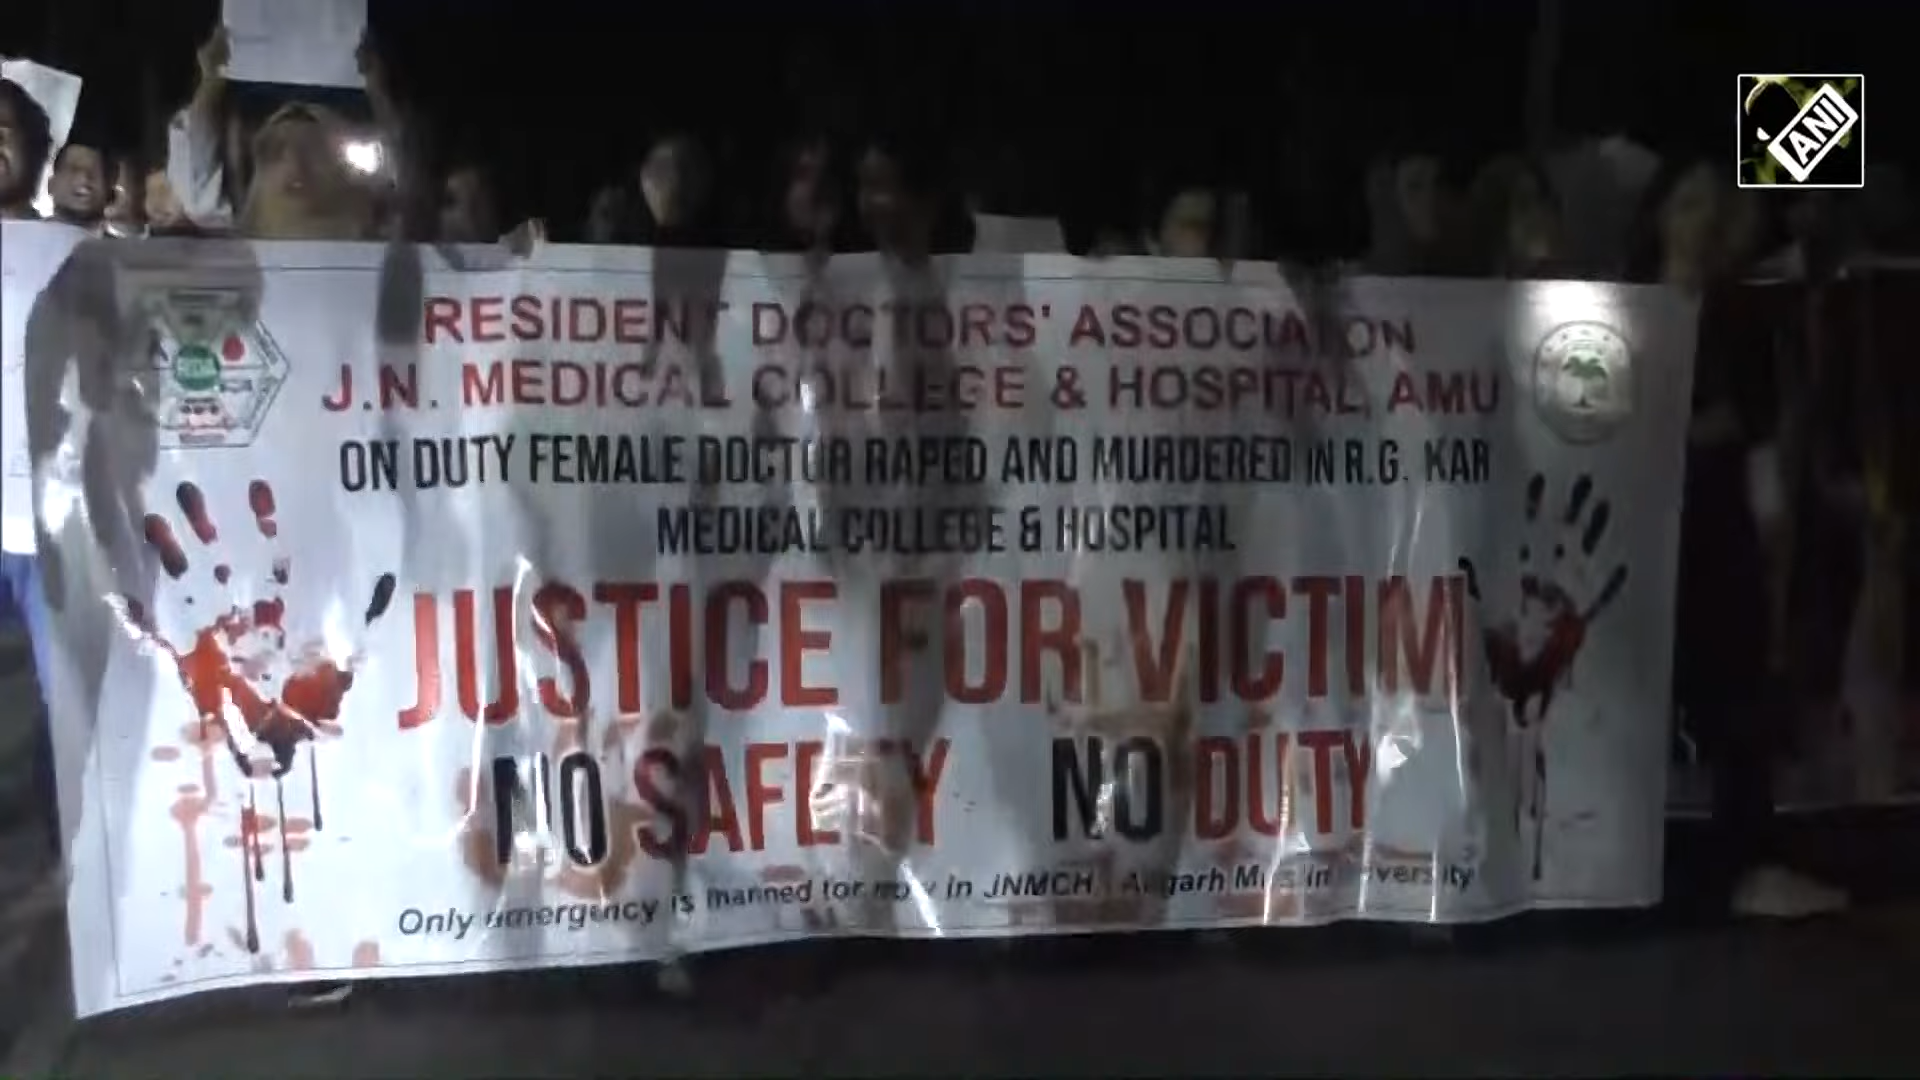 ANI
RESIDENT DOCTORS' ASSOCIATION
J.N. MEDICAL COLLEGE & HOSPITAL, AMU
ON DUTY FEMALE DOCTOR RAPED AND MURDERED IN R.G. KAR
MEDICAL COLLEGE & HOSPITAL
JUSTICE FOR VICTIM
NO SAFETY NO DUTY
Only emergency is manned for now in JNMCH, Aligarh Muslim University